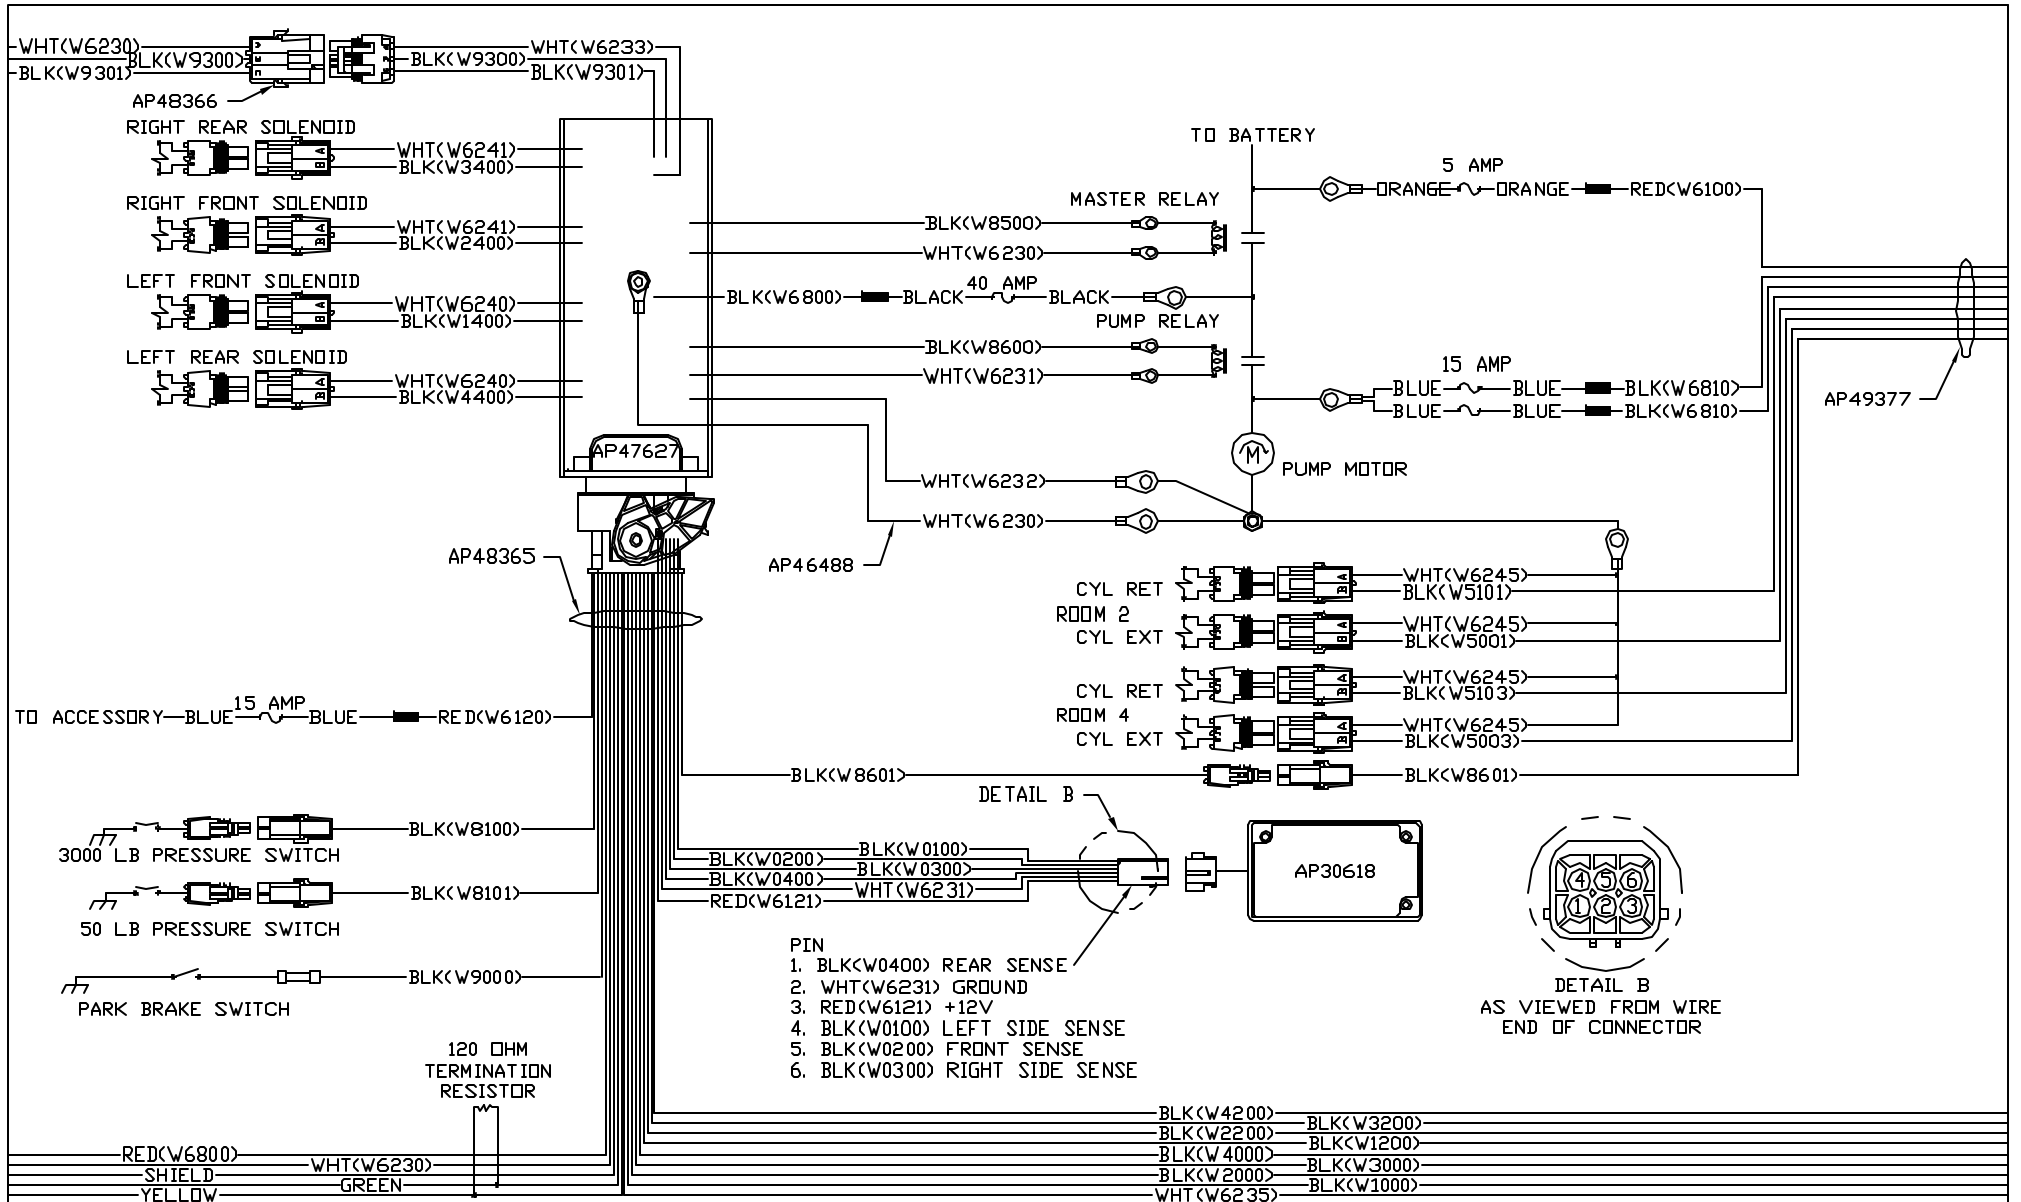 WHT(W6230)
BLK(W9300)
BLK(W9301)
WHT(W6233)
BLK(W9300)
BLK(W9301)
AP48366
RIGHT REAR SOLENOID
A
B
WHT(W6241)
BLK(W3400)
RIGHT FRONT SOLENOID
A
B
WHT(W6241)
BLK(W2400)
LEFT FRONT SOLENOID
A
B
WHT(W6240)
BLK(W1400)
LEFT REAR SOLENOID
A
B
WHT(W6240)
BLK(W4400)
AP47627
AP48365
TO BATTERY
5 AMP
ORANGE ORANGE RED(W6100)
MASTER RELAY
BLK(W8500)
WHT(W6230)
40 AMP
BLK(W6800) BLACK BLACK
PUMP RELAY
BLK(W8600)
WHT(W6231)
15 AMP
BLUE BLUE BLK(W6810)
BLUE BLUE BLK(W6810)
AP49377
M
PUMP MOTOR
WHT(W6232)
WHT(W6230)
AP46488
CYL RET
A
B
WHT(W6245)
BLK(W5101)
ROOM 2
CYL EXT
A
B
WHT(W6245)
BLK(W5001)
CYL RET
A
B
WHT(W6245)
BLK(W5103)
ROOM 4
CYL EXT
A
B
WHT(W6245)
BLK(W5003)
BLK(W8601) BLK(W8601)
15 AMP
TO ACCESSORY BLUE BLUE RED(W6120)
BLK(W8100)
3000 LB PRESSURE SWITCH
BLK(W8101)
50 LB PRESSURE SWITCH
BLK(W9000)
PARK BRAKE SWITCH
DETAIL B
BLK(W0100)
BLK(W0200)
BLK(W0300)
BLK(W0400)
WHT(W6231)
RED(W6121)
AP30618
4 5 6
1 2 3
DETAIL B
AS VIEWED FROM WIRE
END OF CONNECTOR
PIN
1. BLK(W0400) REAR SENSE
2. WHT(W6231) GROUND
3. RED(W6121) +12V
4. BLK(W0100) LEFT SIDE SENSE
5. BLK(W0200) FRONT SENSE
6. BLK(W0300) RIGHT SIDE SENSE
120 OHM
TERMINATION
RESISTOR
RED(W6800)
WHT(W6230)
SHIELD
GREEN
YELLOW
BLK(W4200)
BLK(W3200)
BLK(W2200)
BLK(W1200)
BLK(W4000)
BLK(W3000)
BLK(W2000)
BLK(W1000)
WHT(W6235)